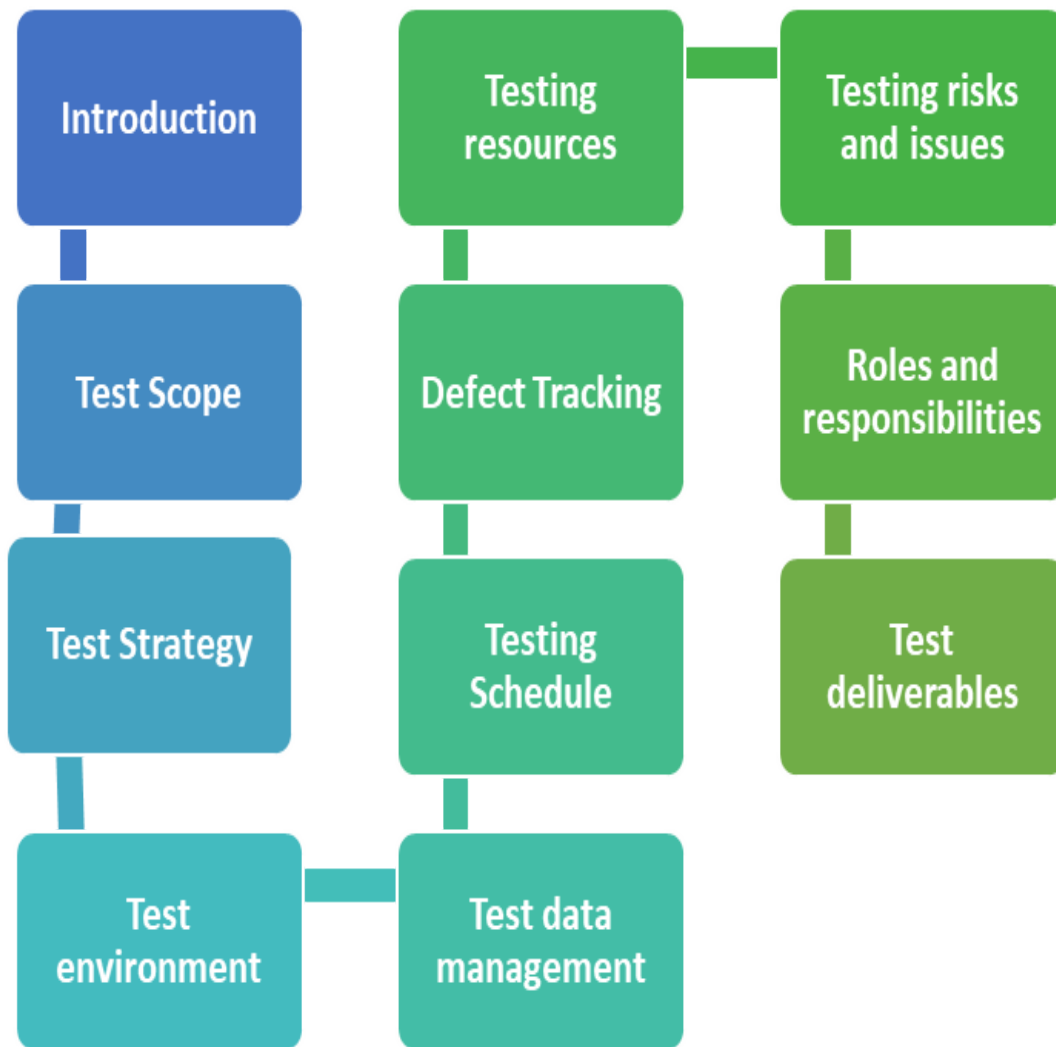 Introduction
Test Scope
Test Strategy
Test
environment
Test data
management
Testing
Schedule
Defect Tracking
Testing
resources
Testing risks
and issues
Roles and
responsibilities
Test
deliverables